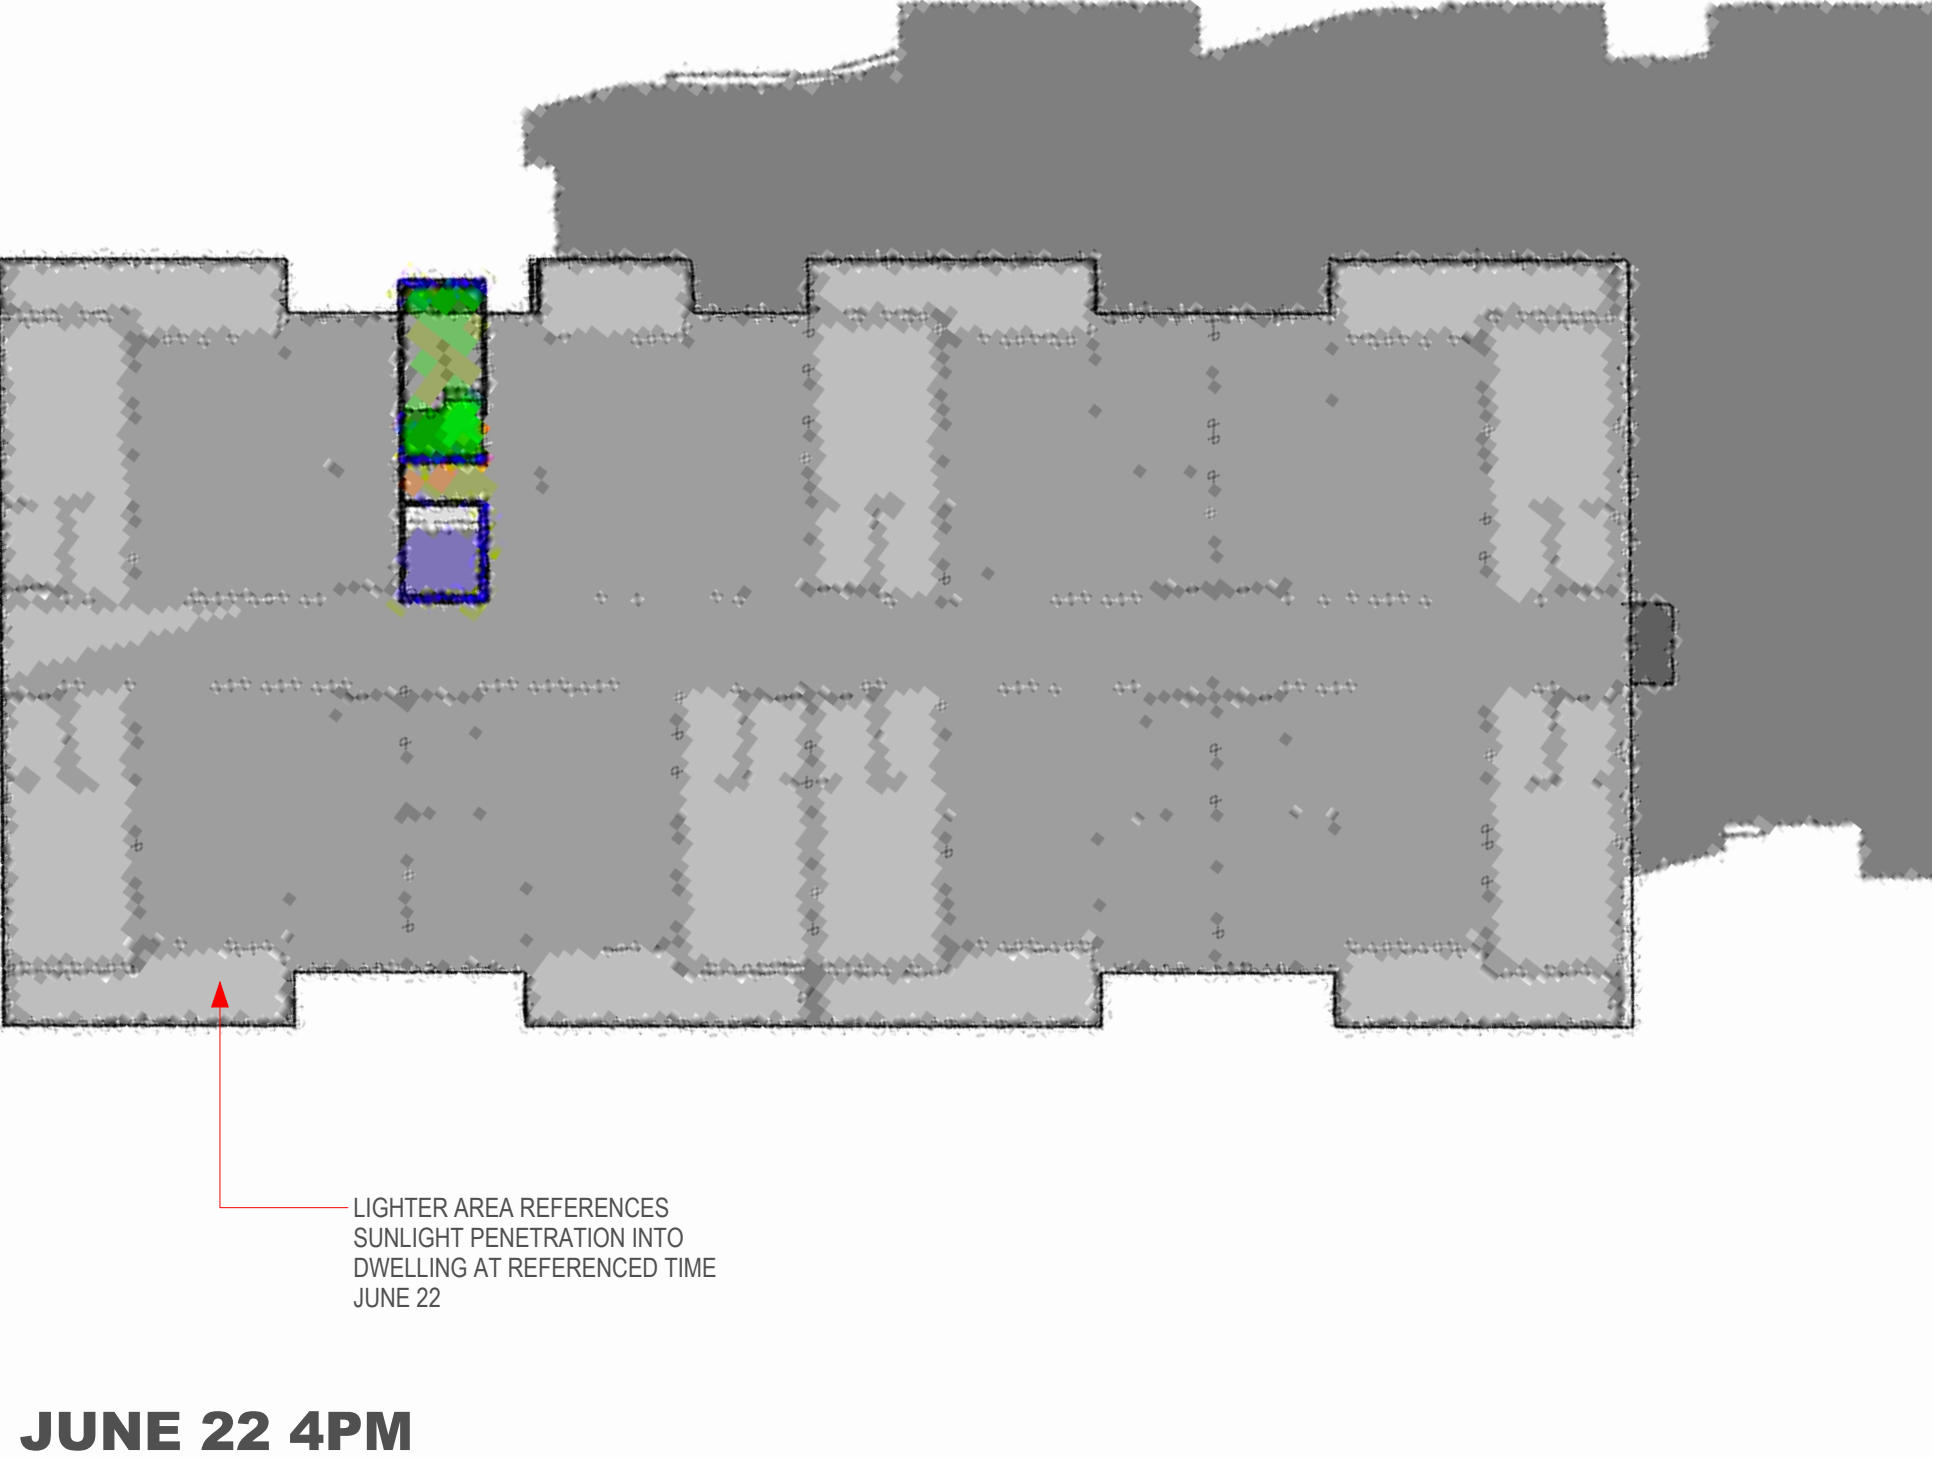 LIGHTER AREA REFERENCES
SUNLIGHT PENETRATION INTO
DWELLING AT REFERENCED TIME
JUNE 22
JUNE 22 4PM